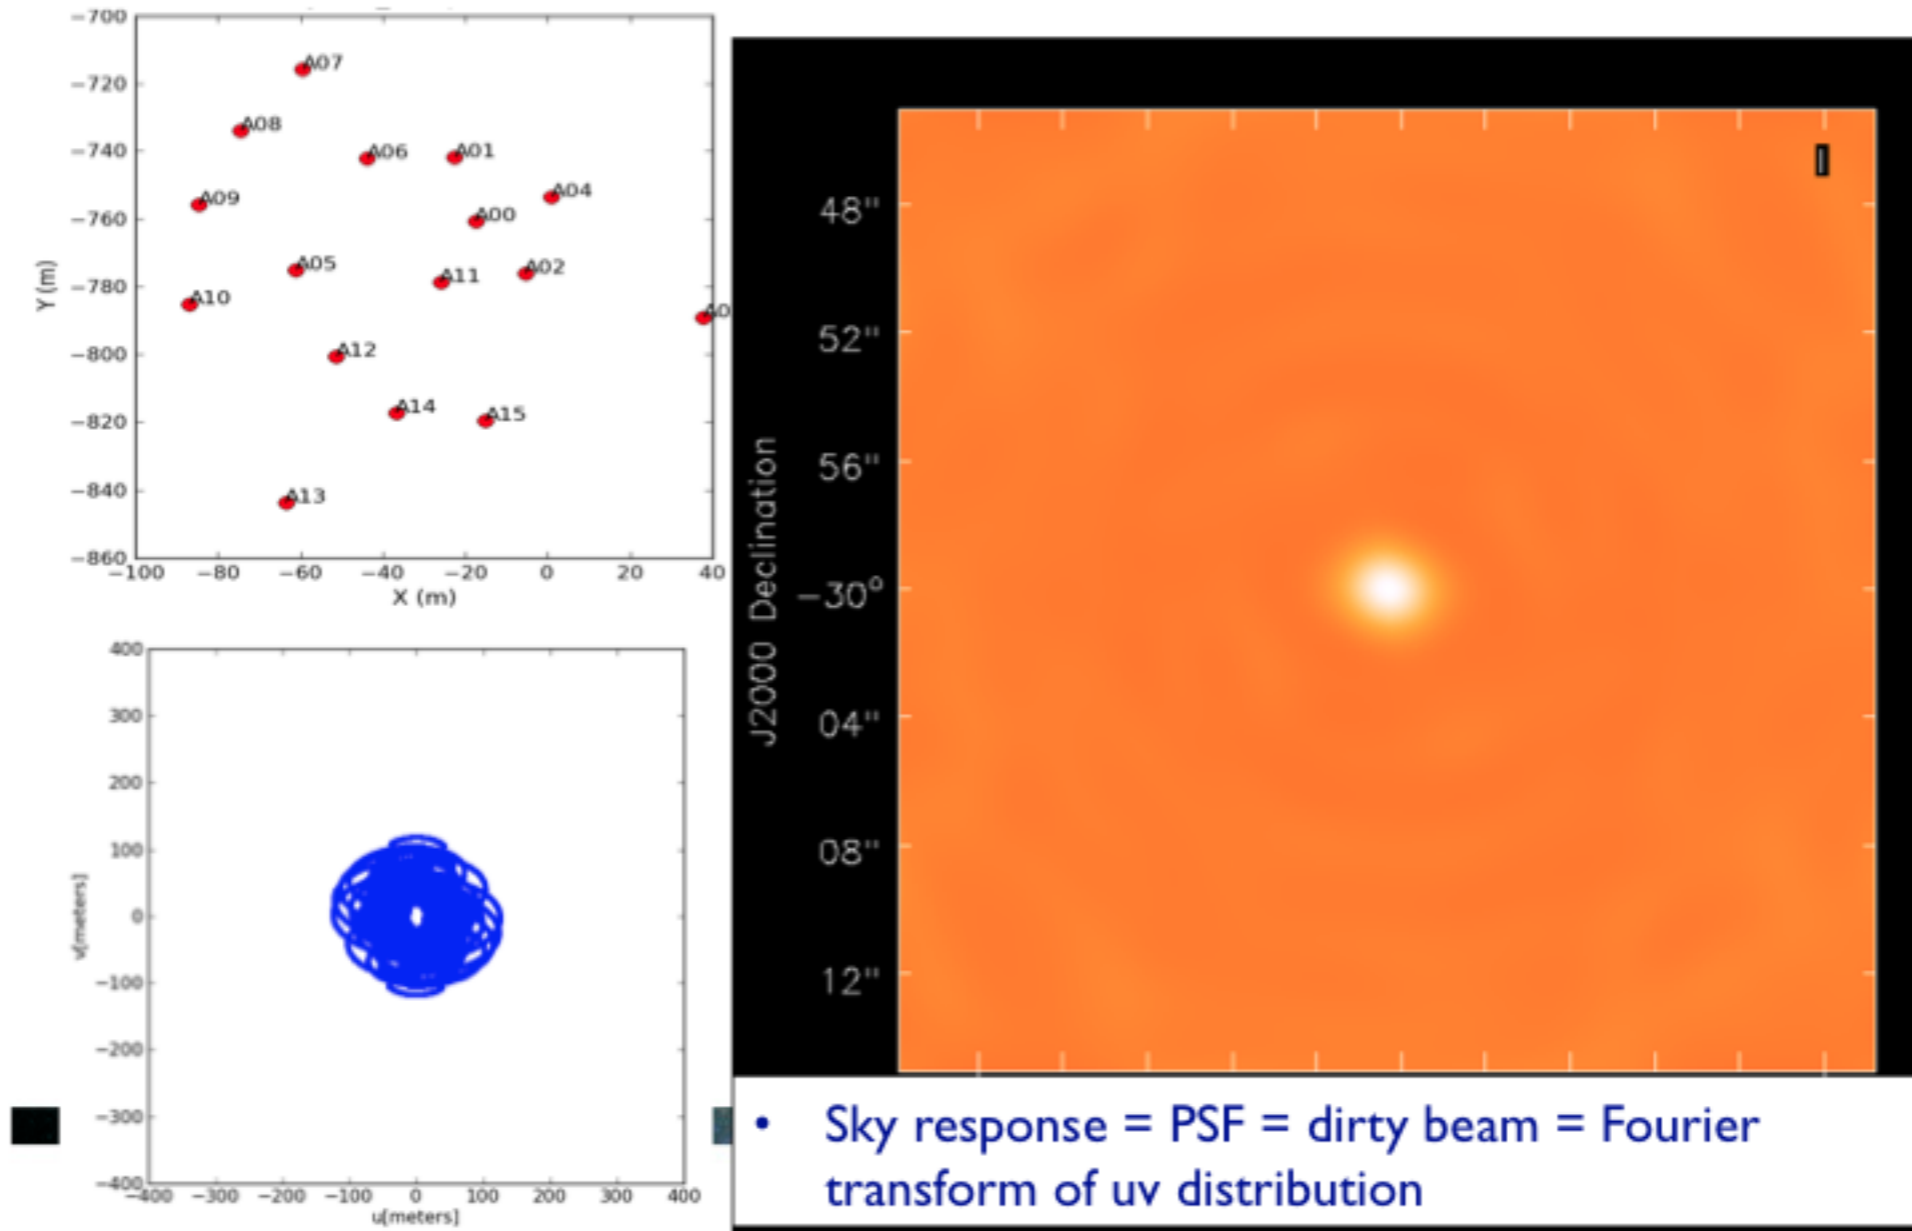 −700
−720
−740
−760
−780
−800
−820
−840
−860
Y (m)
A07
A08
A06
A01
A09
A04
A00
A05
A11
A02
A10
A0
A12
A14
A15
A13
−100 −80 −60 −40 −20 0 20 40
X (m)
400
300
200
100
0
−100
−200
−300
−400
v[meters]
−400 −300 −200 −100 0 100 200 300 400
u[meters]
J2000 Declination
48"
52"
56"
−30°
04"
08"
12"
• Sky response = PSF = dirty beam = Fourier
transform of uv distribution